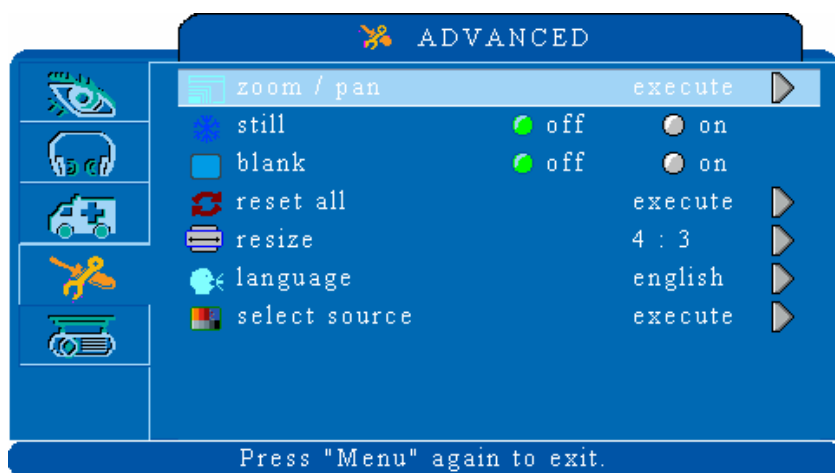 ADVANCED
zoom / pan execute
still off on
blank off on
reset all execute
resize 4 : 3
language english
select source execute
Press "Menu" again to exit.